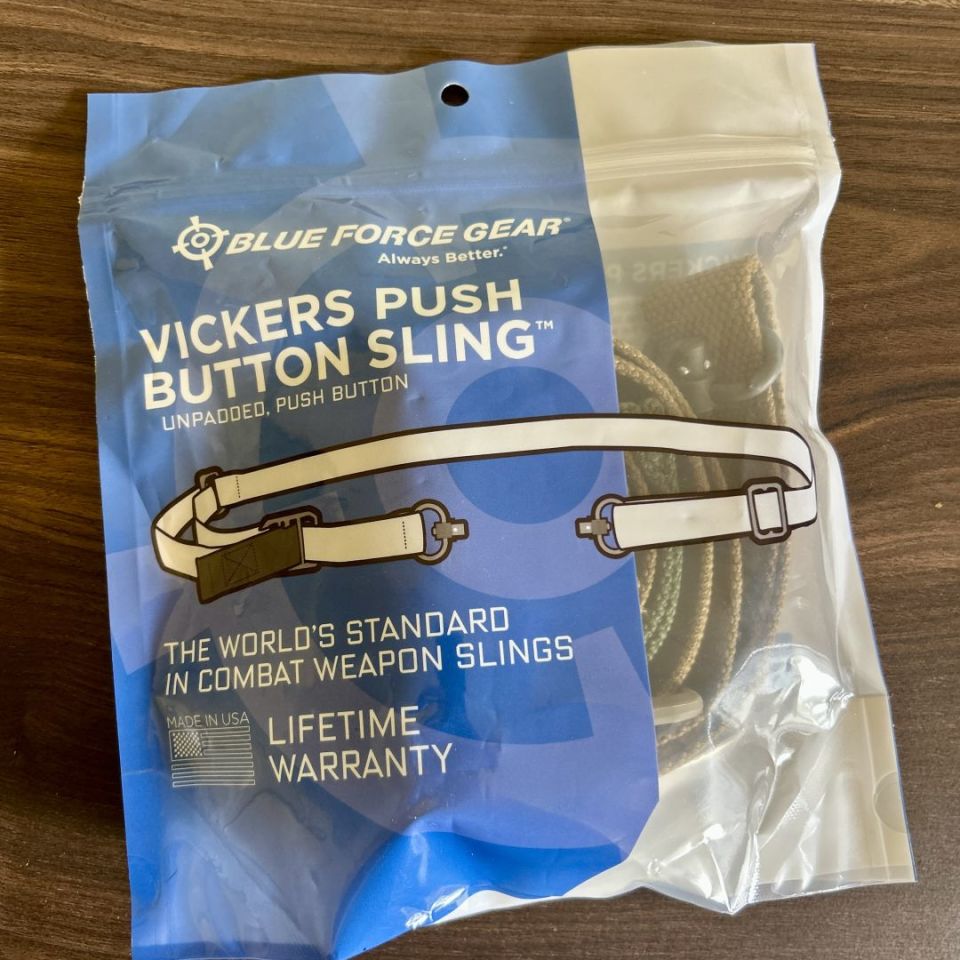 BLUE FORCE GEAR®
Always Better.™
VICKERS PUSH
BUTTON SLING™
UNPADDED, PUSH BUTTON
THE WORLD'S STANDARD
IN COMBAT WEAPON SLINGS
MADE IN USA
LIFETIME
WARRANTY